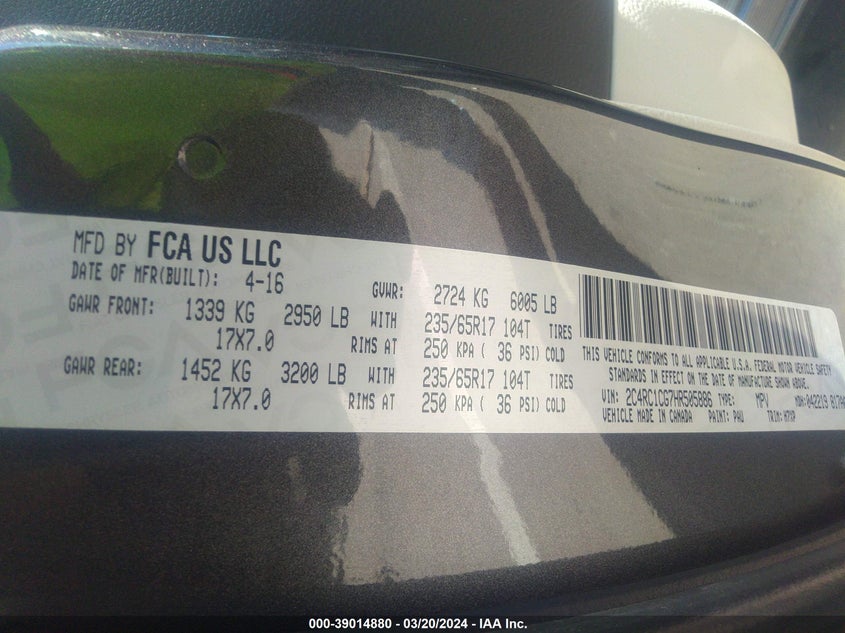 MFD BY FCA US LLC
DATE OF MFR(BUILT): 4-16 GVWR: 2724 KG 6005 LB
GAWR FRONT: 1339 KG 2950 LB WITH 235/65R17 104T TIRES
17X7.0 RIMS AT 250 KPA ( 36 PSI) COLD
GAWR REAR: 1452 KG 3200 LB WITH 235/65R17 104T TIRES
17X7.0 RIMS AT 250 KPA ( 36 PSI) COLD
THIS VEHICLE CONFORMS TO ALL APPLICABLE U.S.A. FEDERAL MOTOR VEHICLE SAFETY
STANDARDS IN EFFECT ON THE DATE OF MANUFACTURE SHOWN ABOVE.
VIN: 2C4RC1CG7HR505886 TYPE: MPV MDH: 042219
VEHICLE MADE IN CANADA PAINT: PAU TRIM:
000-39014880 - 03/20/2024 - IAA Inc.